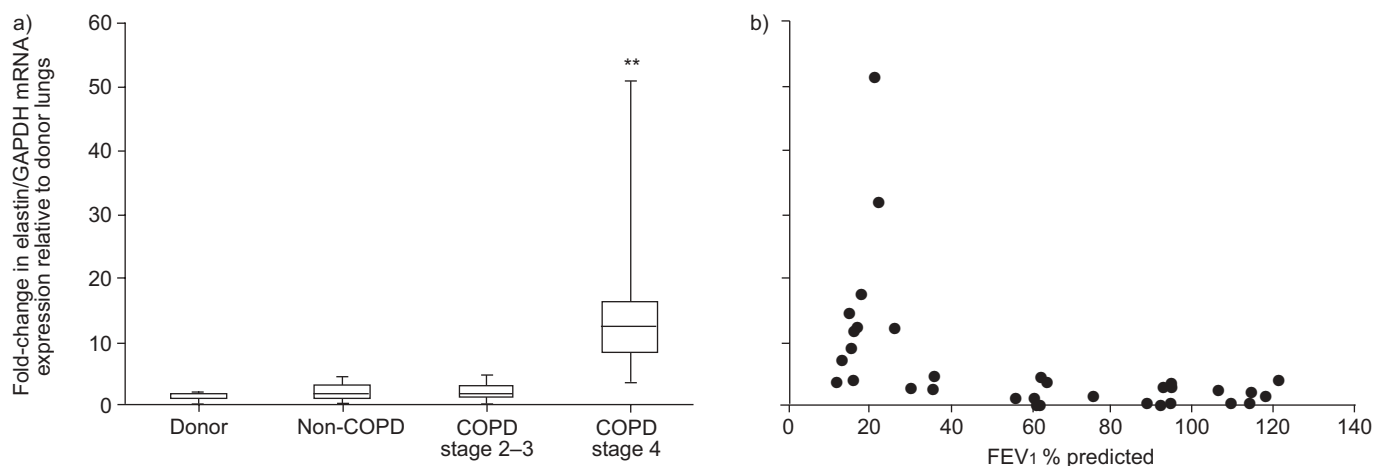 a)
Fold-change in elastin/GAPDH mRNA
expression relative to donor lungs
60
50
40
30
20
10
0
Donor
Non-COPD
COPD
stage 2–3
COPD
stage 4
**
b)
0
20
40
60
80
100
120
140
FEV1 % predicted